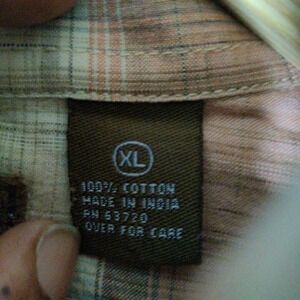 XL
100% COTTON
MADE IN INDIA
RN 63720
OVER FOR CARE